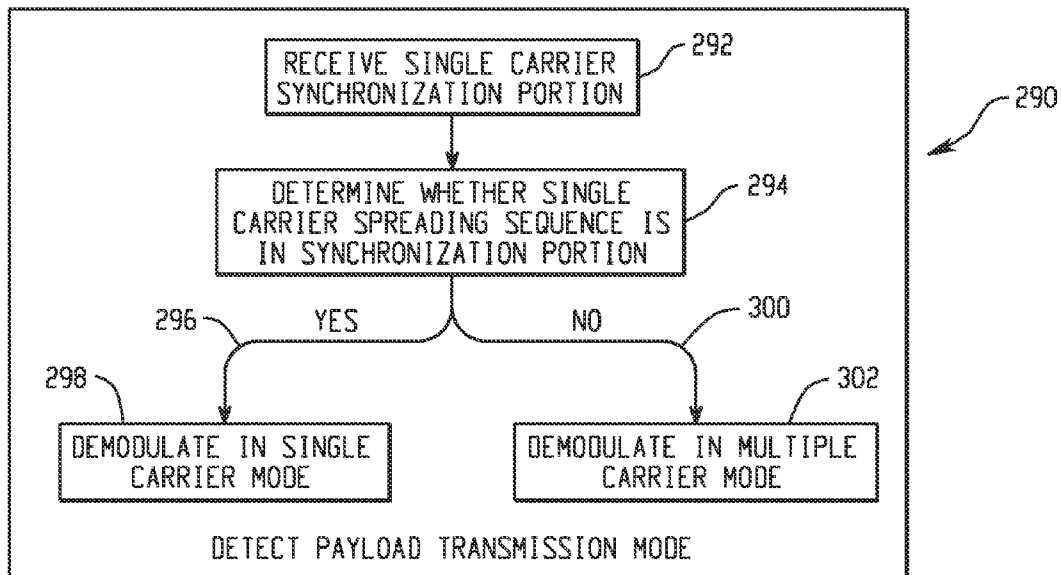 RECEIVE SINGLE CARRIER
SYNCHRONIZATION PORTION
292
290
DETERMINE WHETHER SINGLE
CARRIER SPREADING SEQUENCE IS
IN SYNCHRONIZATION PORTION
294
296
YES
NO
300
298
302
DEMODULATE IN SINGLE
CARRIER MODE
DEMODULATE IN MULTIPLE
CARRIER MODE
DETECT PAYLOAD TRANSMISSION MODE